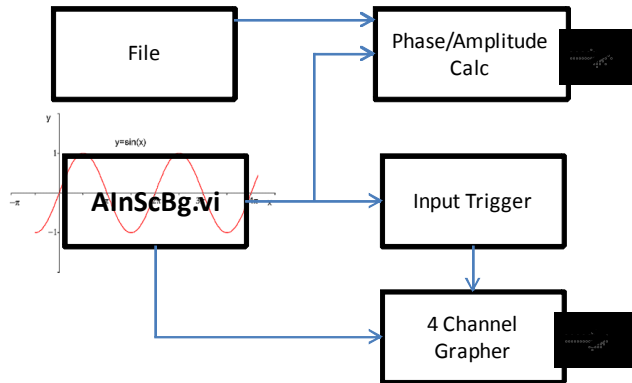 File
Phase/Amplitude
Calc
y
y=sin(x)
1
−π
AInScBg.vi
x
−1
Input Trigger
4 Channel
Grapher